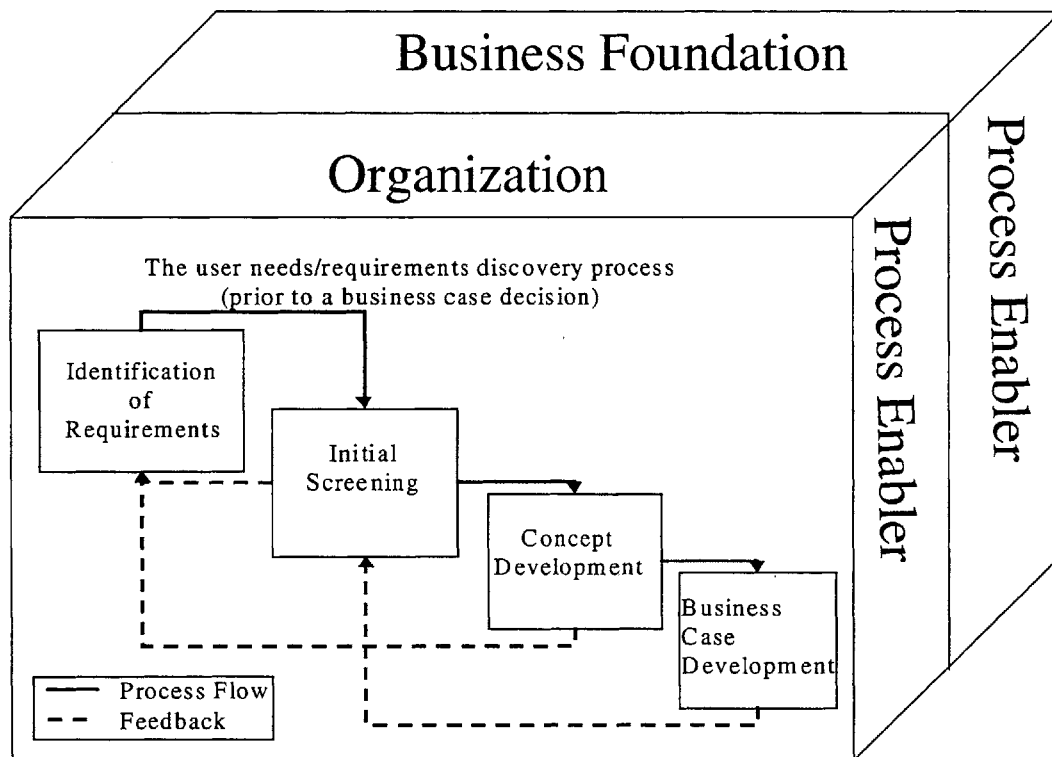 Business Foundation
Organization
Process Enabler
Process Enabler
The user needs/requirements discovery process
(prior to a business case decision)
Identification
of
Requirements
Initial
Screening
Concept
Development
Business
Case
Development
Process Flow
Feedback